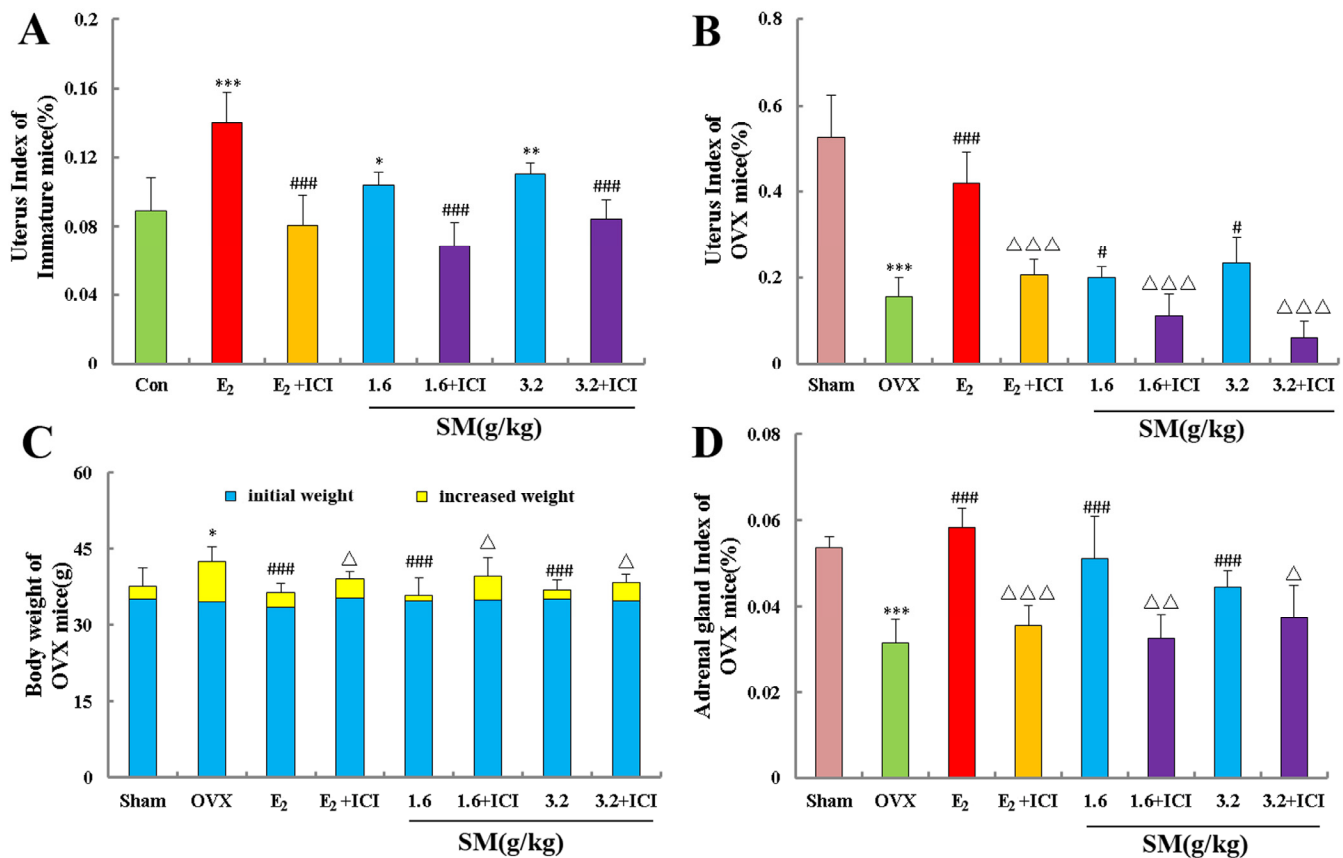 A
Uterus Index of
Immature mice(%)
0.2
0.16
0.12
0.08
0.04
0
***
###
*
###
**
###
Con E₂ E₂ +ICI 1.6 1.6+ICI 3.2 3.2+ICI
SM(g/kg)
B
Uterus Index of
OVX mice(%)
0.8
0.6
0.4
0.2
0
***
###
△△△
#
△△△
#
△△△
Sham OVX E₂ E₂ +ICI 1.6 1.6+ICI 3.2 3.2+ICI
SM(g/kg)
C
Body weight of
OVX mice(g)
60
45
30
15
0
initial weight increased weight
*
###
△
###
△
###
△
Sham OVX E₂ E₂ +ICI 1.6 1.6+ICI 3.2 3.2+ICI
SM(g/kg)
D
Adrenal gland Index of
OVX mice(%)
0.08
0.06
0.04
0.02
0
***
###
△△△
###
△△
###
△
Sham OVX E₂ E₂ +ICI 1.6 1.6+ICI 3.2 3.2+ICI
SM(g/kg)